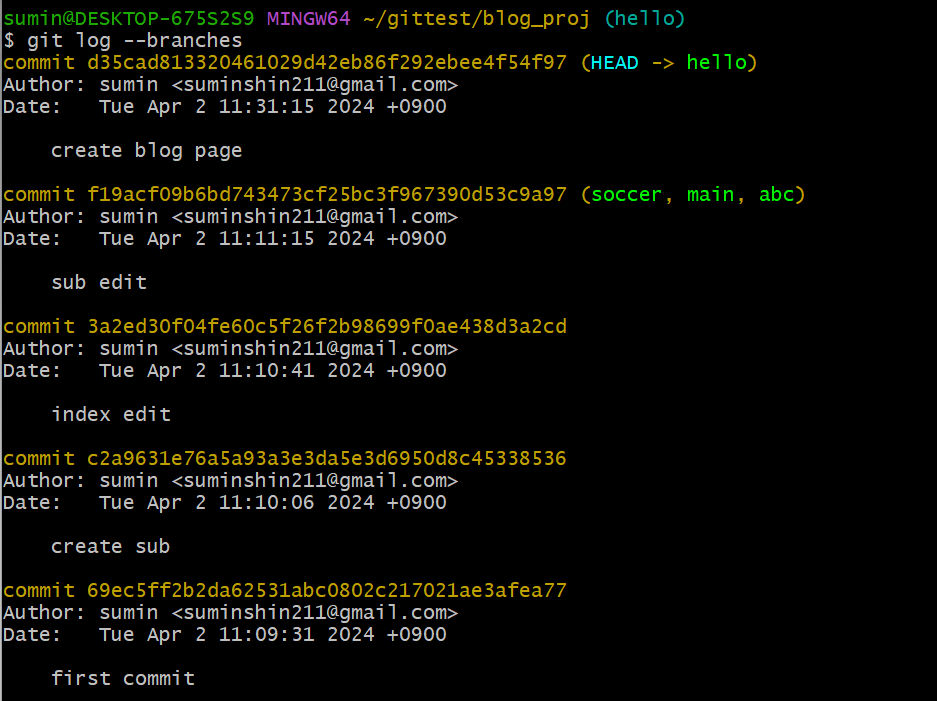 sumin@DESKTOP-675S2S9 MINGW64 ~/gittest/blog_proj (hello)
$ git log --branches
commit d35cad813320461029d42eb86f292ebee4f54f97 (HEAD -> hello)
Author: sumin <suminshin211@gmail.com>
Date:   Tue Apr 2 11:31:15 2024 +0900

    create blog page

commit f19acf09b6bd743473cf25bc3f967390d53c9a97 (soccer, main, abc)
Author: sumin <suminshin211@gmail.com>
Date:   Tue Apr 2 11:11:15 2024 +0900

    sub edit

commit 3a2ed30f04fe60c5f26f2b98699f0ae438d3a2cd
Author: sumin <suminshin211@gmail.com>
Date:   Tue Apr 2 11:10:41 2024 +0900

    index edit

commit c2a9631e76a5a93a3e3da5e3d6950d8c45338536
Author: sumin <suminshin211@gmail.com>
Date:   Tue Apr 2 11:10:06 2024 +0900

    create sub

commit 69ec5ff2b2da62531abc0802c217021ae3afea77
Author: sumin <suminshin211@gmail.com>
Date:   Tue Apr 2 11:09:31 2024 +0900

    first commit